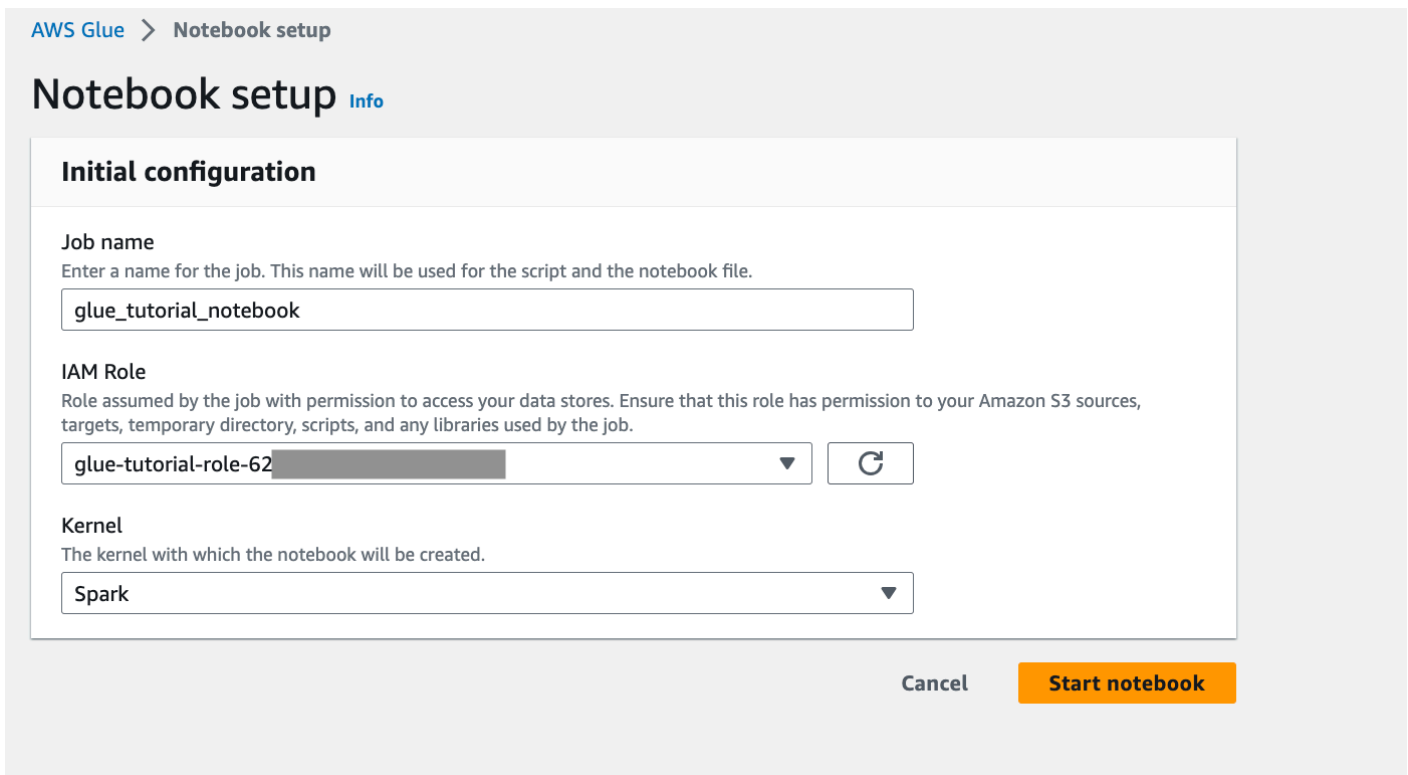 AWS Glue > Notebook setup
Notebook setup Info
Initial configuration
Job name
Enter a name for the job. This name will be used for the script and the notebook file.
glue_tutorial_notebook
IAM Role
Role assumed by the job with permission to access your data stores. Ensure that this role has permission to your Amazon S3 sources,
targets, temporary directory, scripts, and any libraries used by the job.
glue-tutorial-role-62
Kernel
The kernel with which the notebook will be created.
Spark
Cancel Start notebook